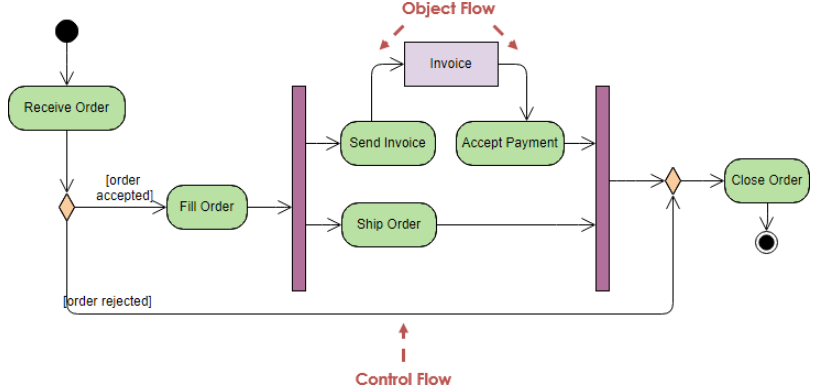 Object Flow
Invoice
Receive Order
Send Invoice
Accept Payment
[order
accepted]
Fill Order
Ship Order
Close Order
[order rejected]
Control Flow